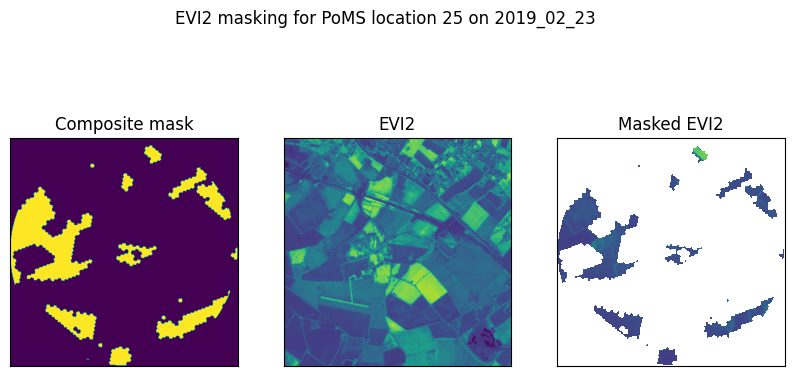 EVI2 masking for PoMS location 25 on 2019_02_23
Composite mask
EVI2
Masked EVI2